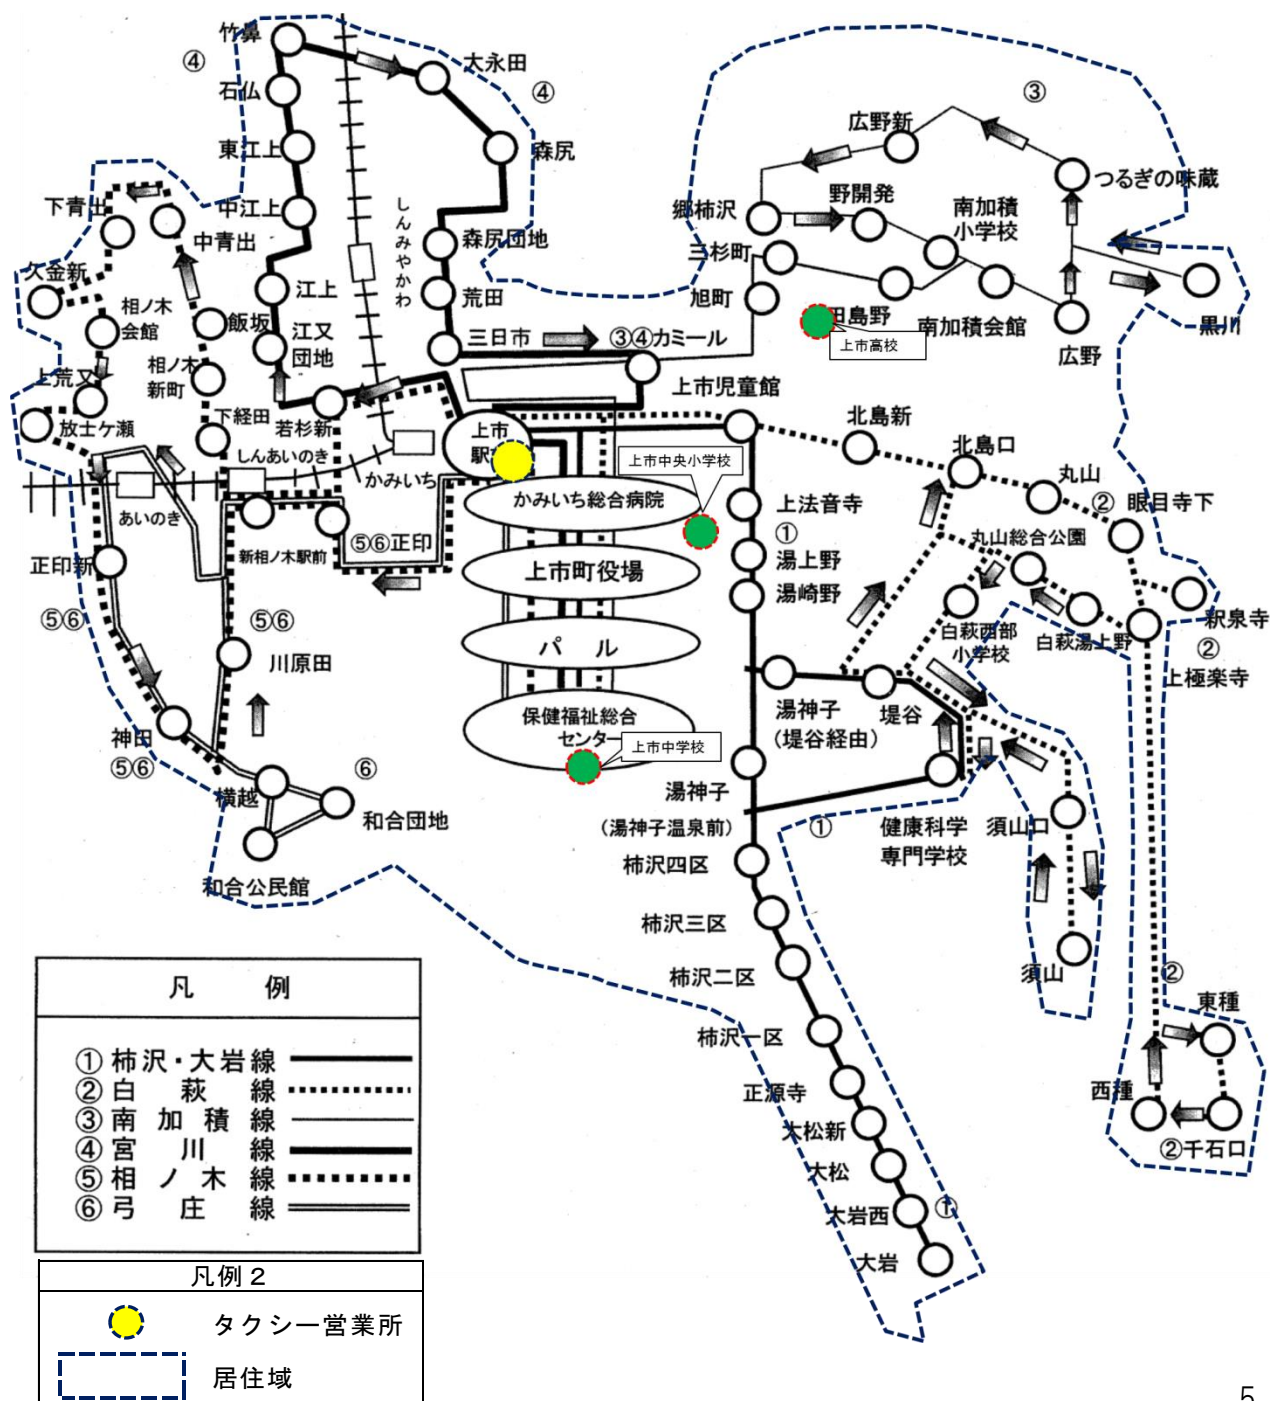 竹鼻
④
大永田
石仏
④
③
広野新
東江上
森尻
つるぎの味蔵
下青出
中江上
しんみやかわ
郷柿沢
野開発
南加積
小学校
中青出
森尻団地
三杉町
久金新
相ノ木
会館
江上
荒田
旭町
田島野
南加積会館
黒川
飯坂
江又
団地
三日市
③④カミール
上市高校
広野
上荒又
相ノ木
新町
上市児童館
放士ケ瀬
下経田
若杉新
上市
北島新
北島口
しんあいのき
かみいち
上市中央小学校
丸山
あいのき
かみいち総合病院
上法音寺
②
眼目寺下
新相ノ木駅前
⑤⑥正印
①
丸山総合公園
正印新
上市町役場
湯上野
湯崎野
釈泉寺
⑤⑥
⑤⑥
白萩西部
小学校
白萩湯上野
②
川原田
パル
上極楽寺
神田
保健福祉総合
センター
上市中学校
湯神子
(堤谷経由)
堤谷
⑤⑥
⑥
横越
湯神子
和合団地
(湯神子温泉前)
①
健康科学
専門学校
須山口
柿沢四区
和合公民館
柿沢三区
柿沢二区
須山
②
東種
凡例
柿沢一区
①柿沢・大岩線
正源寺
西種
②白萩線
③南加積線
大松新
②千石口
④宮川線
大松
⑤相ノ木線
⑥弓庄線
大岩西
①
大岩
凡例2
タクシー営業所
居住域
5